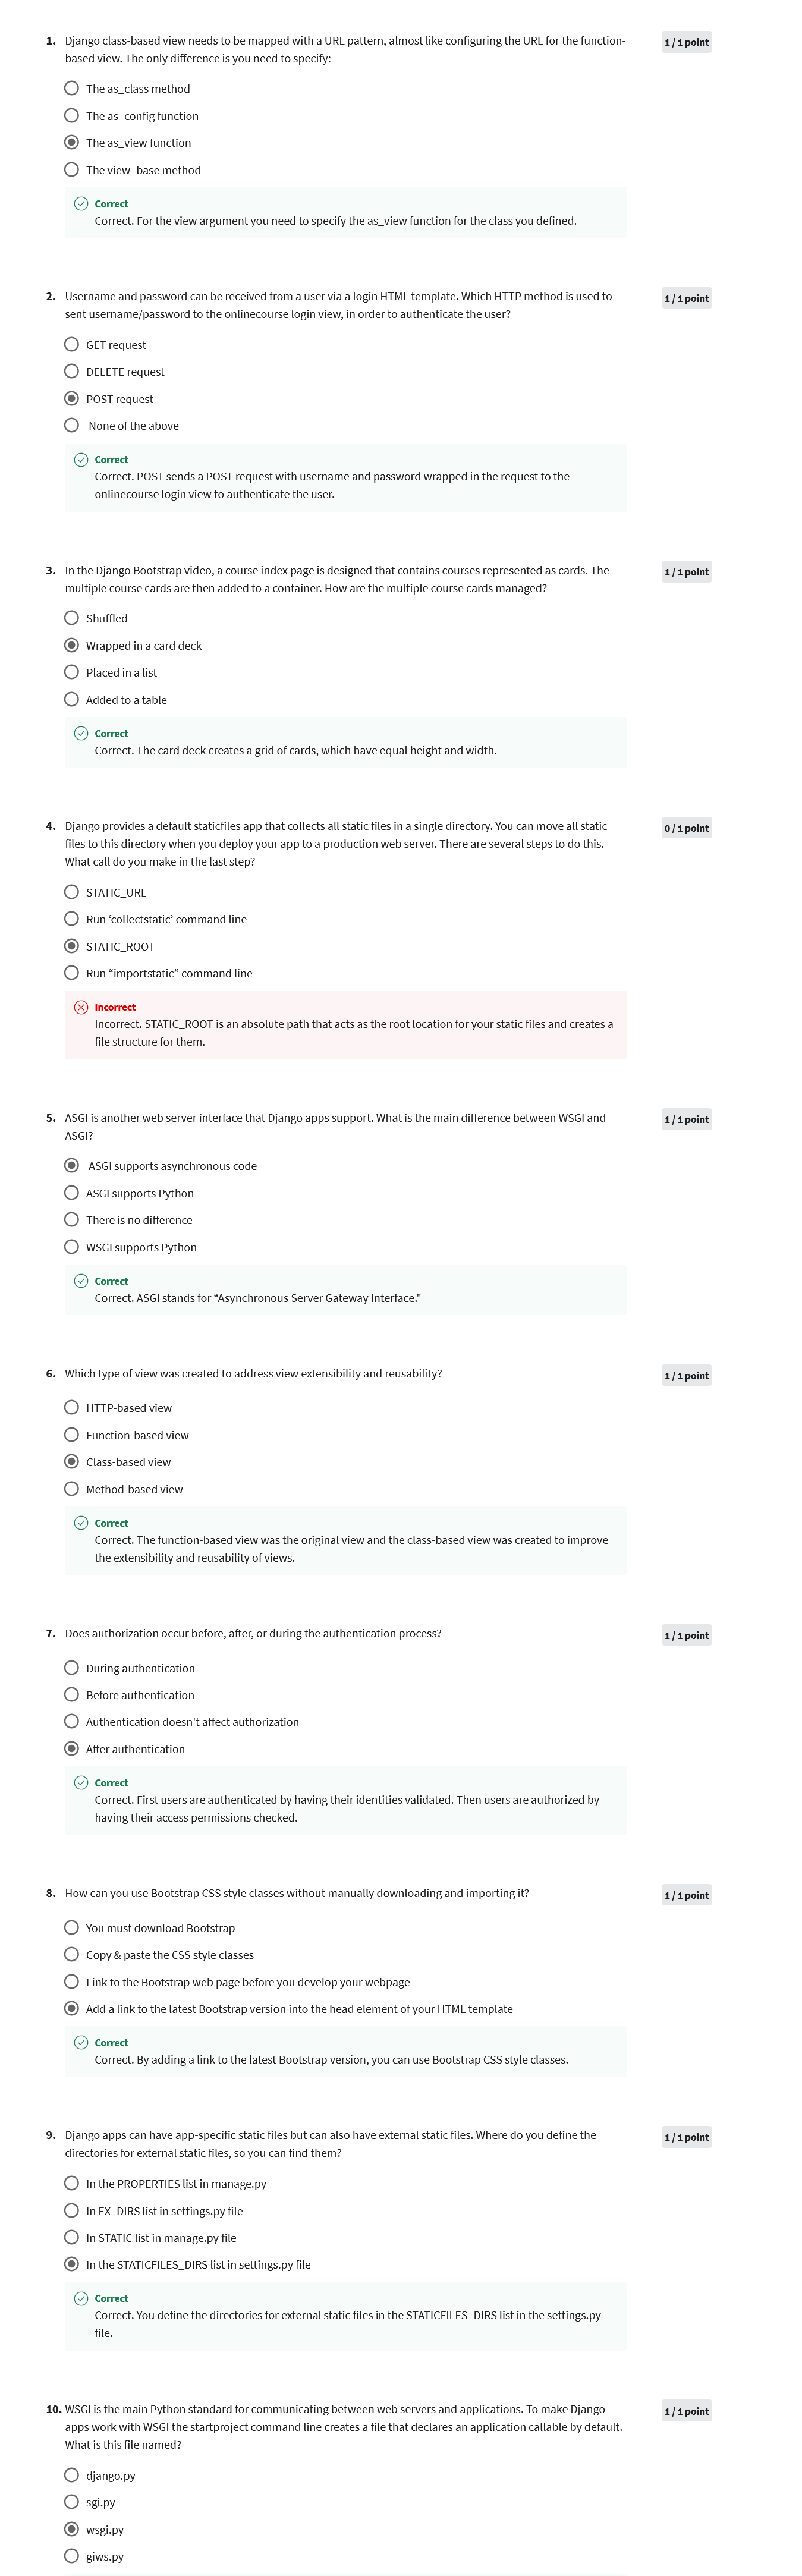 1. Django class-based view needs to be mapped with a URL pattern, almost like configuring the URL for the function-
based view. The only difference is you need to specify:
1 / 1 point
The as_class method
The as_config function
The as_view function
The view_base method
Correct
Correct. For the view argument you need to specify the as_view function for the class you defined.
2. Username and password can be received from a user via a login HTML template. Which HTTP method is used to
sent username/password to the onlinecourse login view, in order to authenticate the user?
1 / 1 point
GET request
DELETE request
POST request
None of the above
Correct
Correct. POST sends a POST request with username and password wrapped in the request to the
onlinecourse login view to authenticate the user.
3. In the Django Bootstrap video, a course index page is designed that contains courses represented as cards. The
multiple course cards are then added to a container. How are the multiple course cards managed?
1 / 1 point
Shuffled
Wrapped in a card deck
Placed in a list
Added to a table
Correct
Correct. The card deck creates a grid of cards, which have equal height and width.
4. Django provides a default staticfiles app that collects all static files in a single directory. You can move all static
files to this directory when you deploy your app to a production web server. There are several steps to do this.
What call do you make in the last step?
0 / 1 point
STATIC_URL
Run ‘collectstatic’ command line
STATIC_ROOT
Run “importstatic” command line
Incorrect
Incorrect. STATIC_ROOT is an absolute path that acts as the root location for your static files and creates a
file structure for them.
5. ASGI is another web server interface that Django apps support. What is the main difference between WSGI and
ASGI?
1 / 1 point
ASGI supports asynchronous code
ASGI supports Python
There is no difference
WSGI supports Python
Correct
Correct. ASGI stands for “Asynchronous Server Gateway Interface."
6. Which type of view was created to address view extensibility and reusability?
1 / 1 point
HTTP-based view
Function-based view
Class-based view
Method-based view
Correct
Correct. The function-based view was the original view and the class-based view was created to improve
the extensibility and reusability of views.
7. Does authorization occur before, after, or during the authentication process?
1 / 1 point
During authentication
Before authentication
Authentication doesn't affect authorization
After authentication
Correct
Correct. First users are authenticated by having their identities validated. Then users are authorized by
having their access permissions checked.
8. How can you use Bootstrap CSS style classes without manually downloading and importing it?
1 / 1 point
You must download Bootstrap
Copy & paste the CSS style classes
Link to the Bootstrap web page before you develop your webpage
Add a link to the latest Bootstrap version into the head element of your HTML template
Correct
Correct. By adding a link to the latest Bootstrap version, you can use Bootstrap CSS style classes.
9. Django apps can have app-specific static files but can also have external static files. Where do you define the
directories for external static files, so you can find them?
1 / 1 point
In the PROPERTIES list in manage.py
In EX_DIRS list in settings.py file
In STATIC list in manage.py file
In the STATICFILES_DIRS list in settings.py file
Correct
Correct. You define the directories for external static files in the STATICFILES_DIRS list in the settings.py
file.
10. WSGI is the main Python standard for communicating between web servers and applications. To make Django
apps work with WSGI the startproject command line creates a file that declares an application callable by default.
What is this file named?
1 / 1 point
django.py
sgi.py
wsgi.py
giws.py